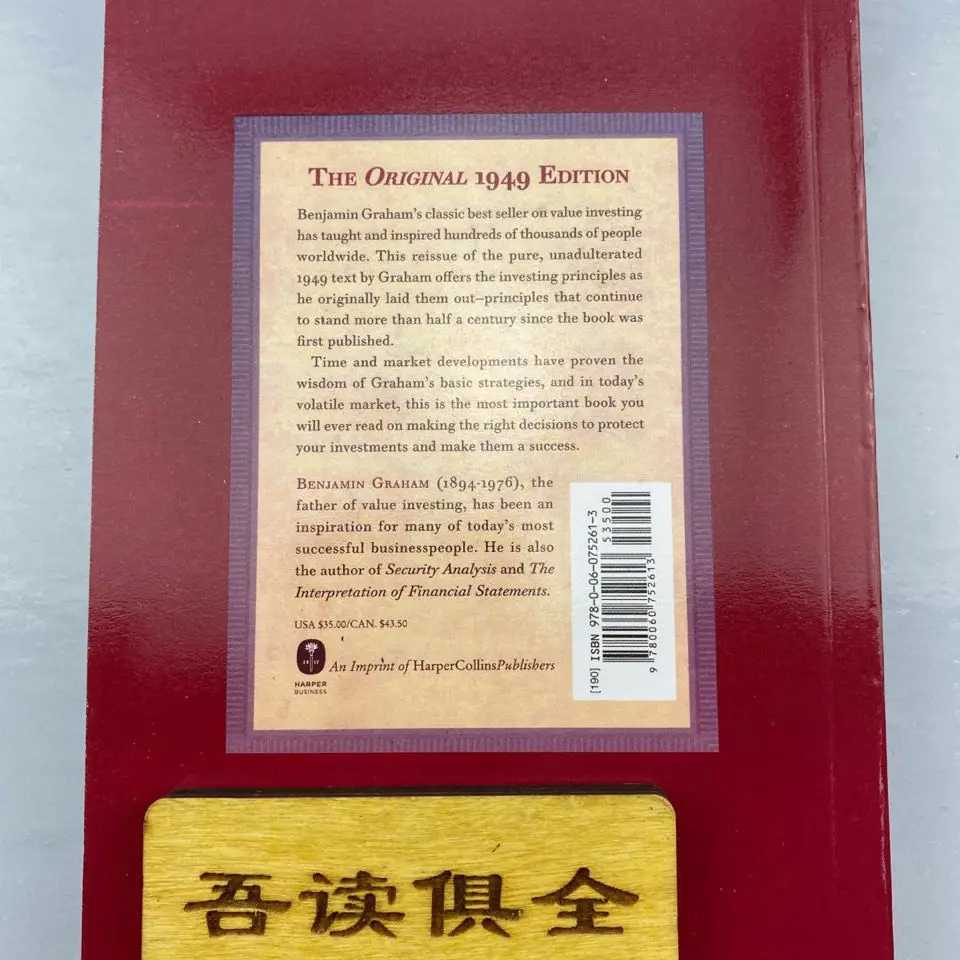 THE ORIGINAL 1949 EDITION
Benjamin Graham's classic best seller on value investing
has taught and inspired hundreds of thousands of people
worldwide. This reissue of the pure, unadulterated
1949 text by Graham offers the investing principles as
he originally laid them out–principles that continue
to stand more than half a century since the book was
first published.
Time and market developments have proven the
wisdom of Graham's basic strategies, and in today's
volatile market, this is the most important book you
will ever read on making the right decisions to protect
your investments and make them a success.
BENJAMIN GRAHAM (1894-1976), the
father of value investing, has been an
inspiration for many of today's most
successful businesspeople. He is also
the author of Security Analysis and The
Interpretation of Financial Statements.
USA $35.00/CAN. $43.50
18 17
HARPER
BUSINESS
An Imprint of HarperCollinsPublishers
[190] ISBN 978-0-06-075261-3
53500
9 780060 752613
吾读俱全